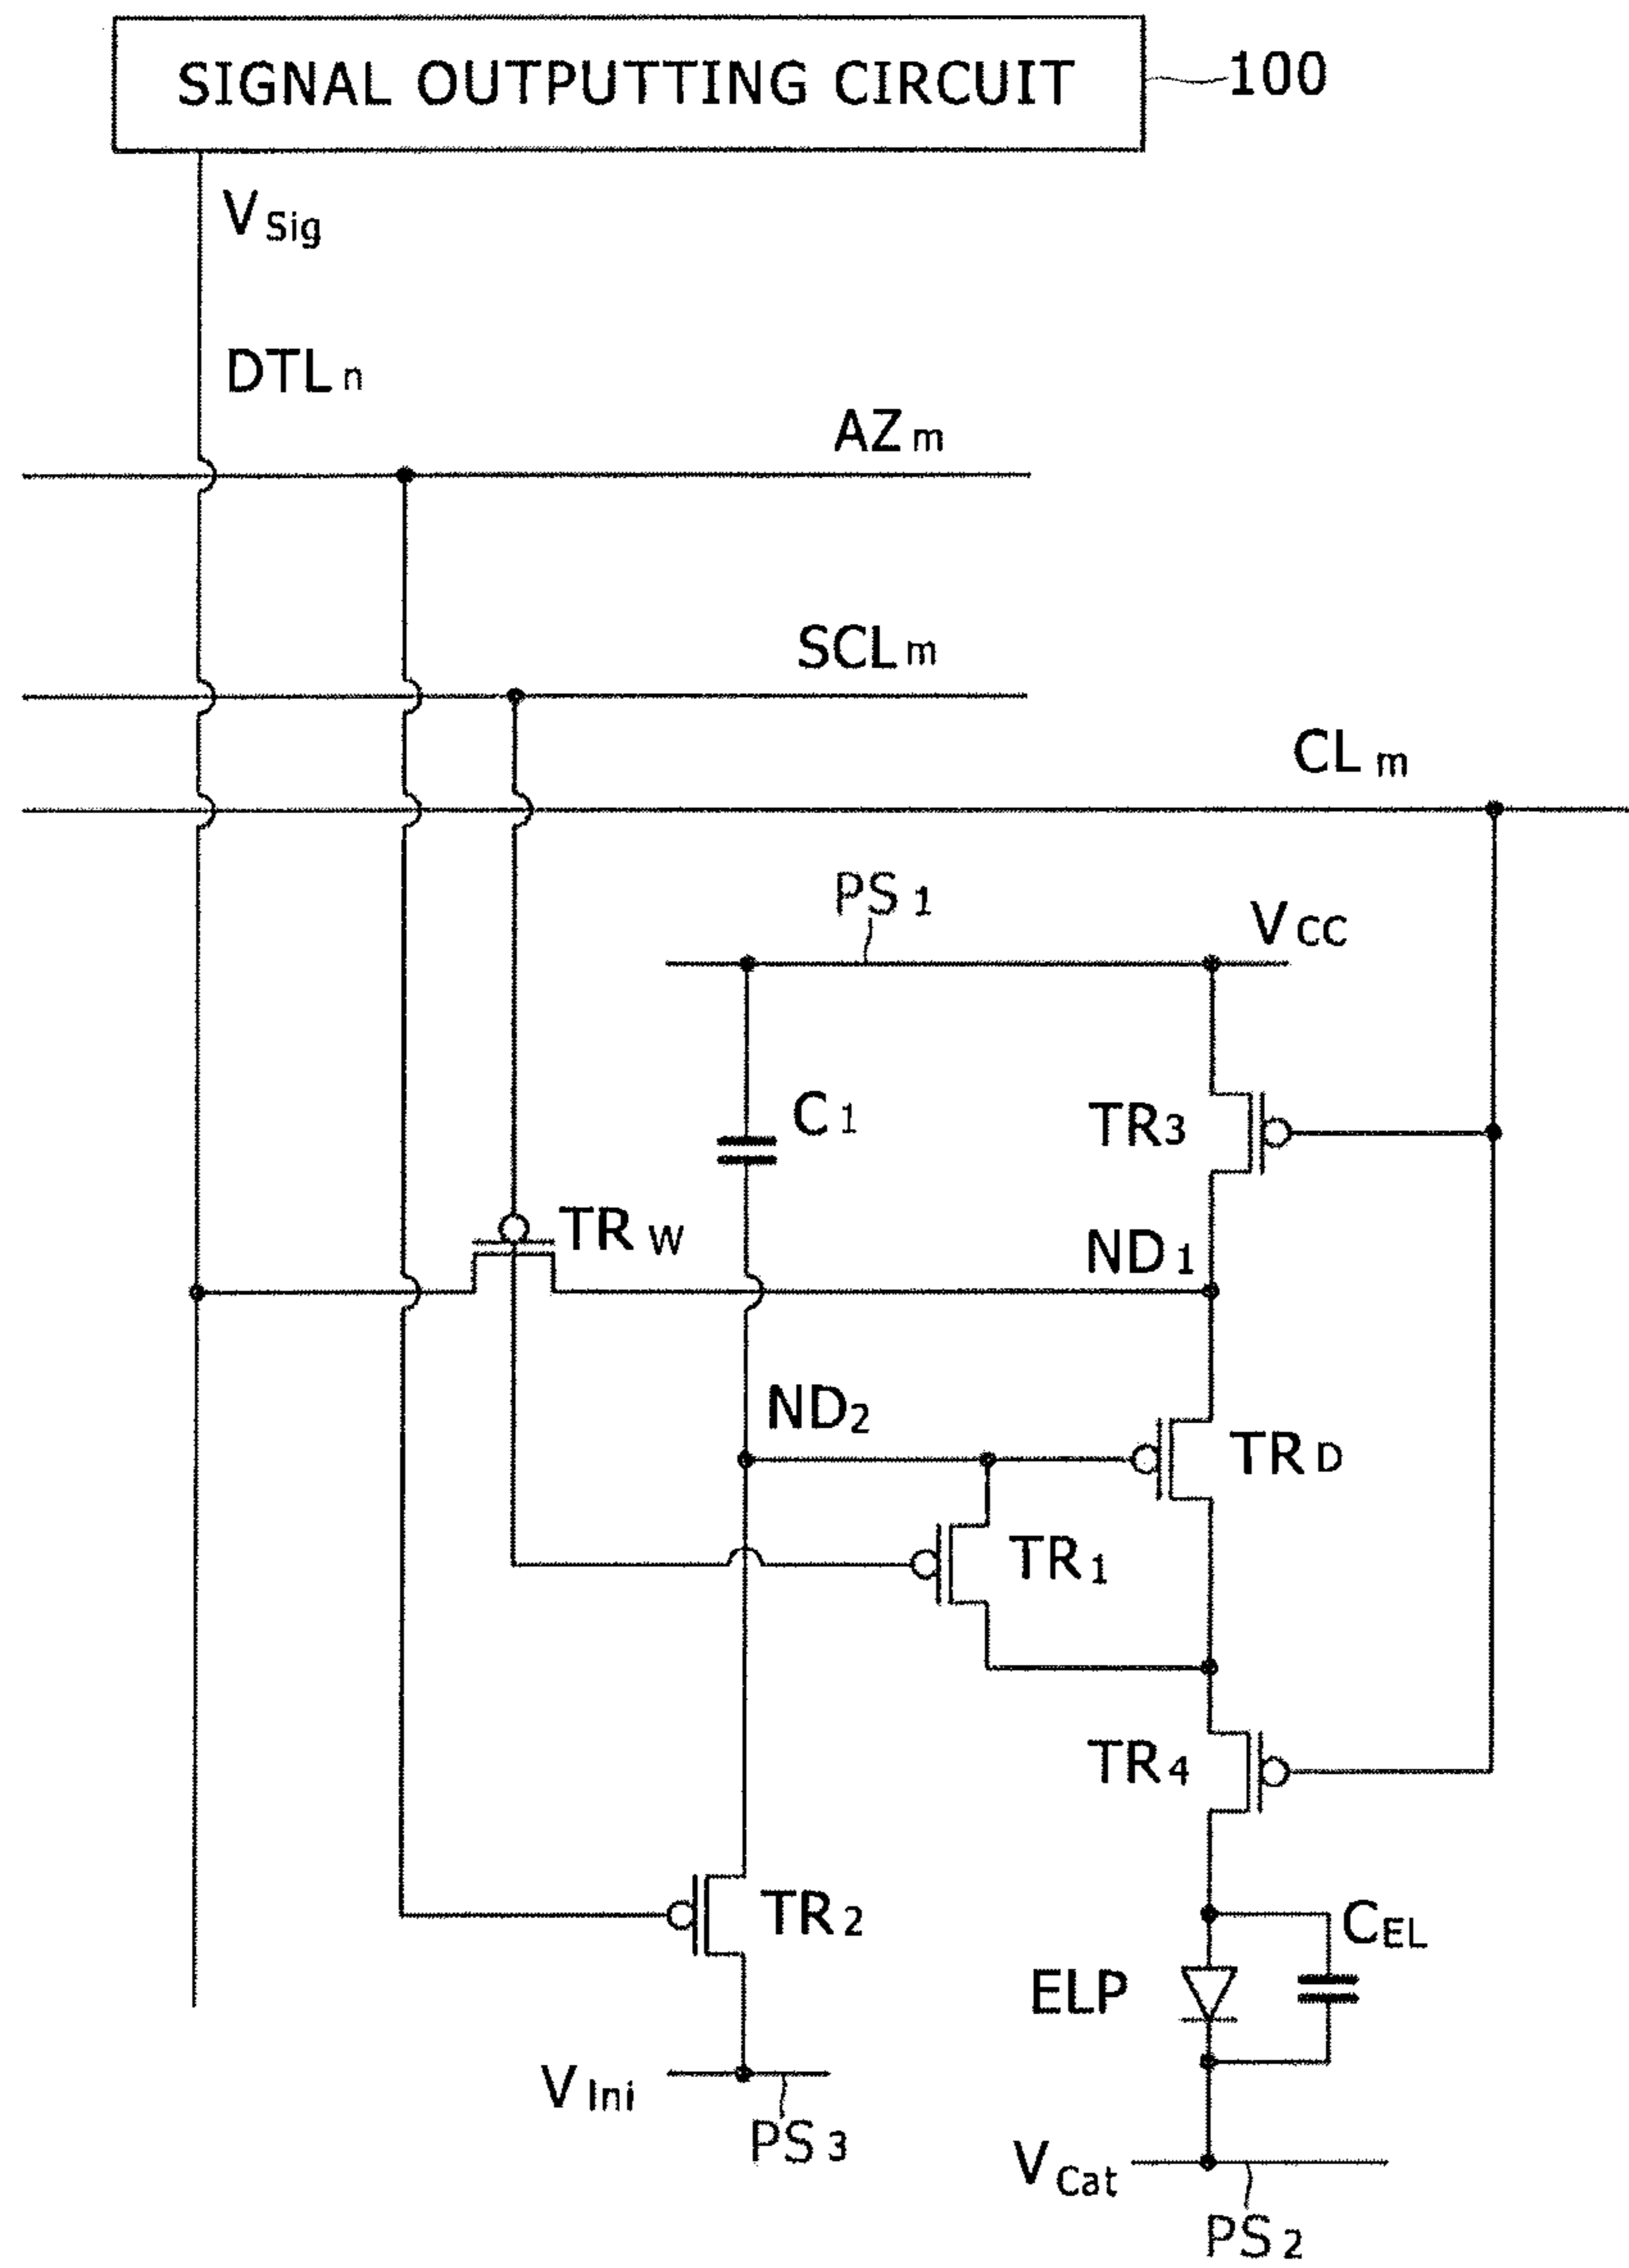 SIGNAL OUTPUTTING CIRCUIT
100
VSig
DTLn
AZm
SCLm
CLm
PS1
VCC
C1
TR3
TRW
ND1
ND2
TRD
TR1
TR4
TR2
CEL
ELP
VIni
PS3
VCat
PS2